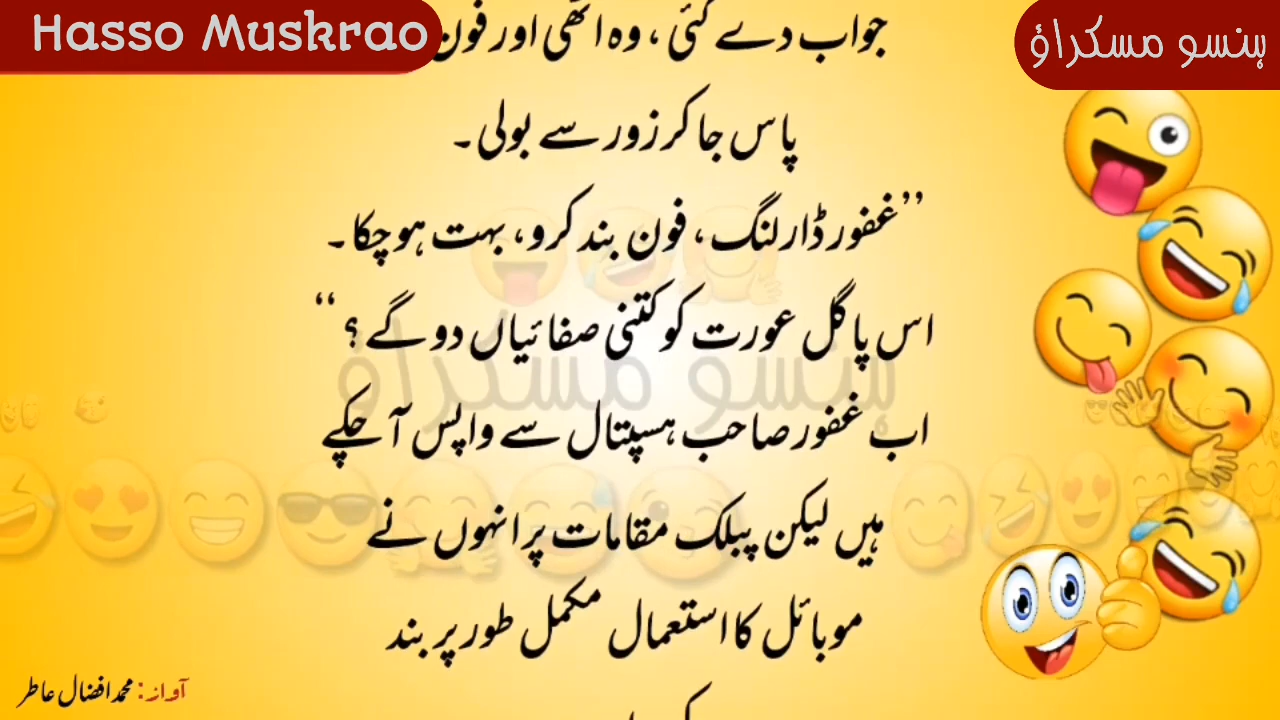 Hasso Muskrao
ہنسو مسکراؤ
جواب دے گئی، وہ اٹھی اور فون
پاس جا کر زور سے بولی۔
’’غفور ڈارلنگ، فون بند کرو، بہت ہو چکا۔
اس پاگل عورت کو کتنی صفائیاں دو گے؟‘‘
اب غفور صاحب ہسپتال سے واپس آ چکے
ہیں لیکن پبلک مقامات پر انہوں نے
موبائل کا استعمال مکمل طور پر بند
ہنسو مسکراؤ
آواز: محمد افضال عاطر